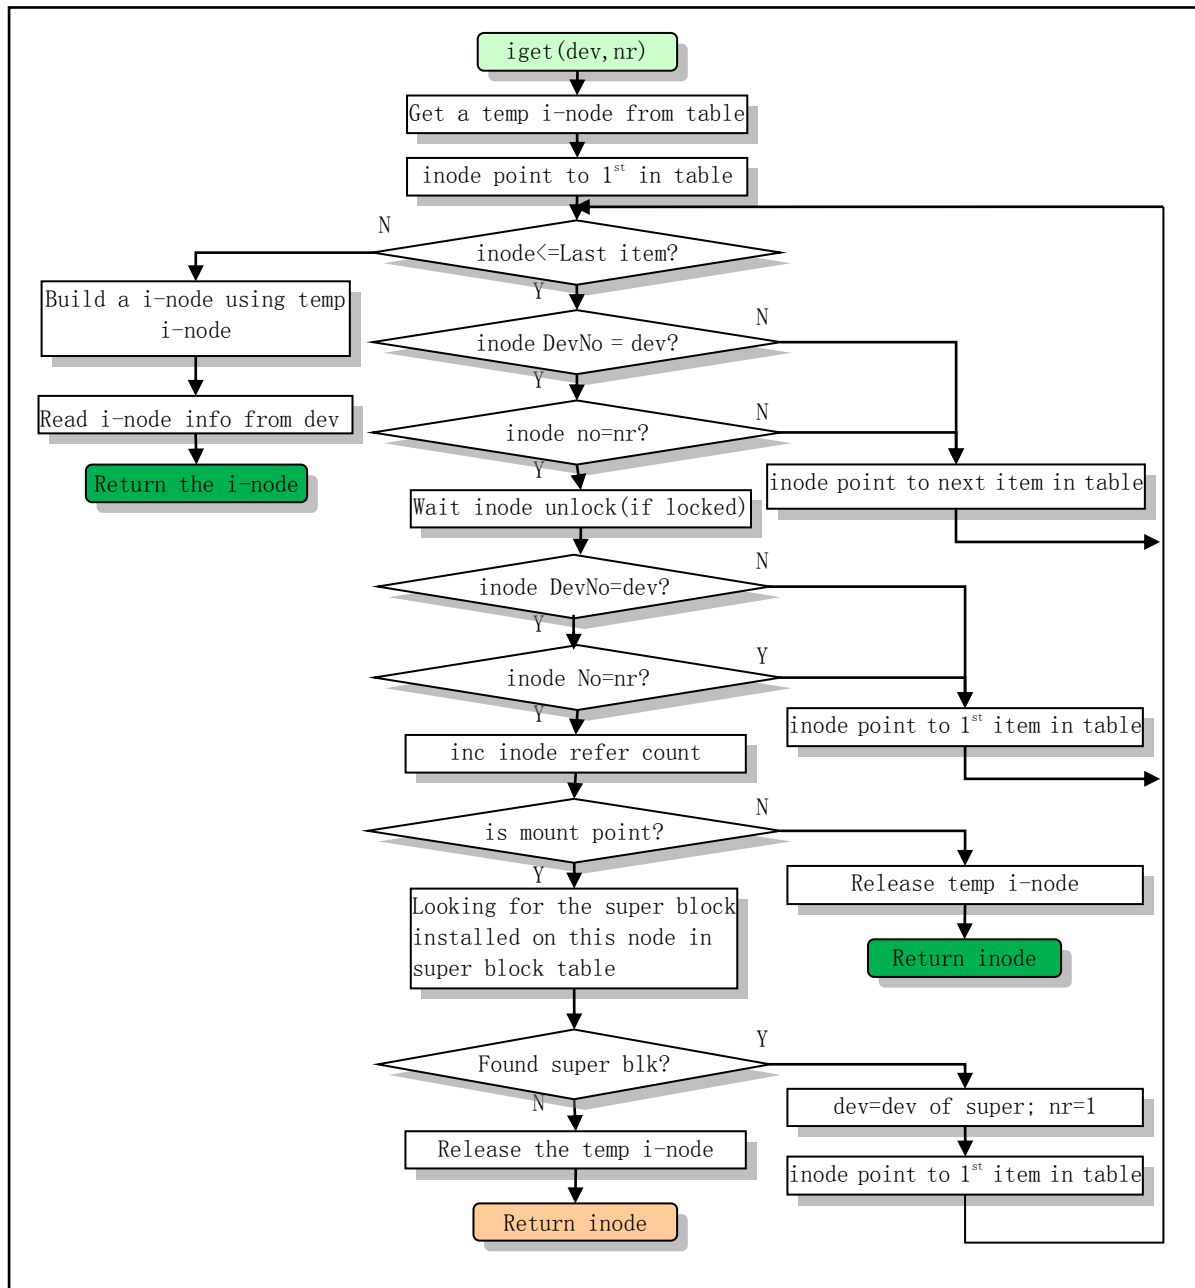 iget(dev,nr)
Get a temp i-node from table
inode point to 1st in table
N
inode<=Last item?
Y
Build a i-node using temp
i-node
N
inode DevNo = dev?
Y
Read i-node info from dev
N
inode no=nr?
Y
Return the i-node
inode point to next item in table
Wait inode unlock(if locked)
N
inode DevNo=dev?
Y
Y
inode No=nr?
Y
inode point to 1st item in table
inc inode refer count
N
is mount point?
Y
Release temp i-node
Looking for the super block
installed on this node in
super block table
Return inode
Y
Found super blk?
N
dev=dev of super; nr=1
Release the temp i-node
inode point to 1st item in table
Return inode